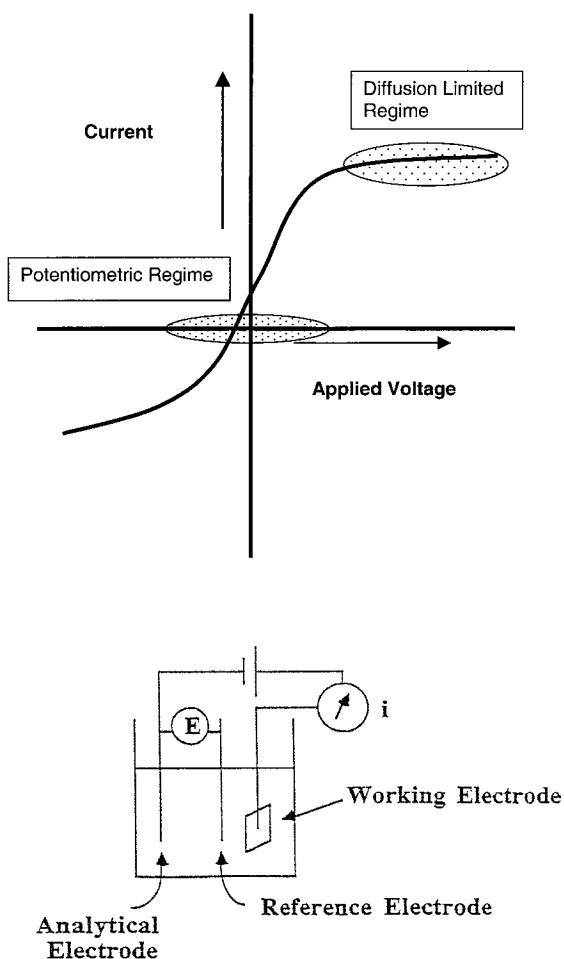 Diffusion Limited
Regime
Current
Potentiometric Regime
Applied Voltage
E
i
Working Electrode
Reference Electrode
Analytical
Electrode